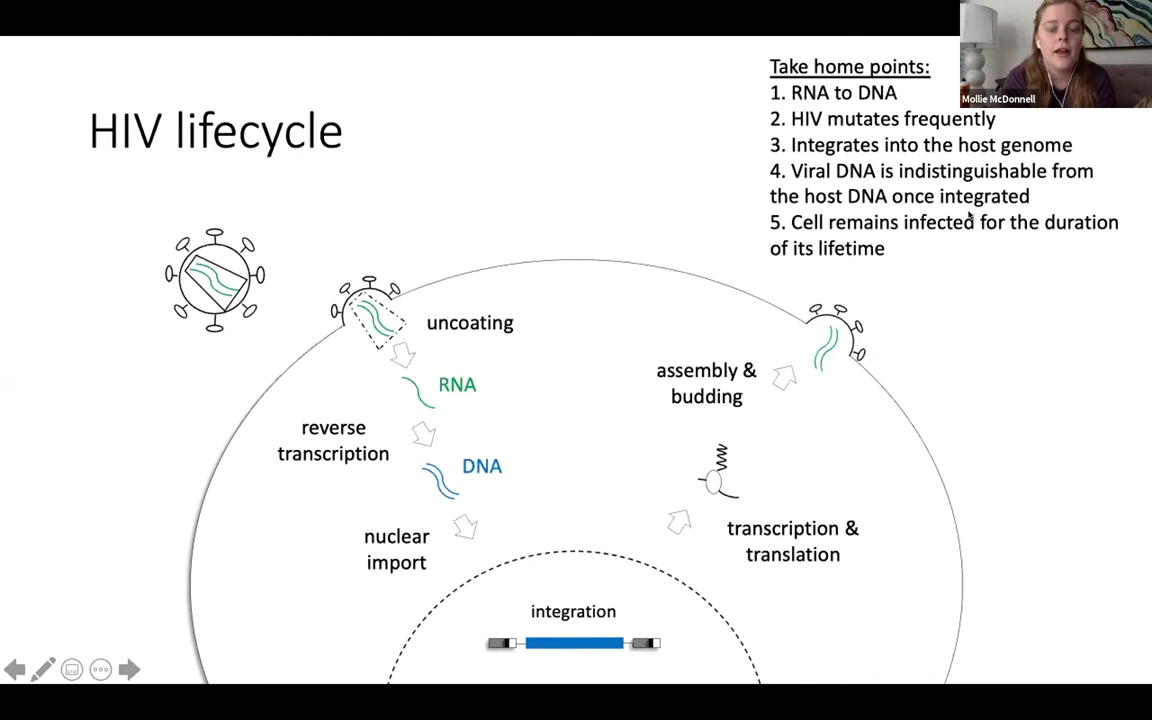 Mollie McDonnell
HIV lifecycle
Take home points:
1. RNA to DNA
2. HIV mutates frequently
3. Integrates into the host genome
4. Viral DNA is indistinguishable from
the host DNA once integrated
5. Cell remains infected for the duration
of its lifetime
uncoating
RNA
reverse
transcription
DNA
nuclear
import
integration
transcription &
translation
assembly &
budding